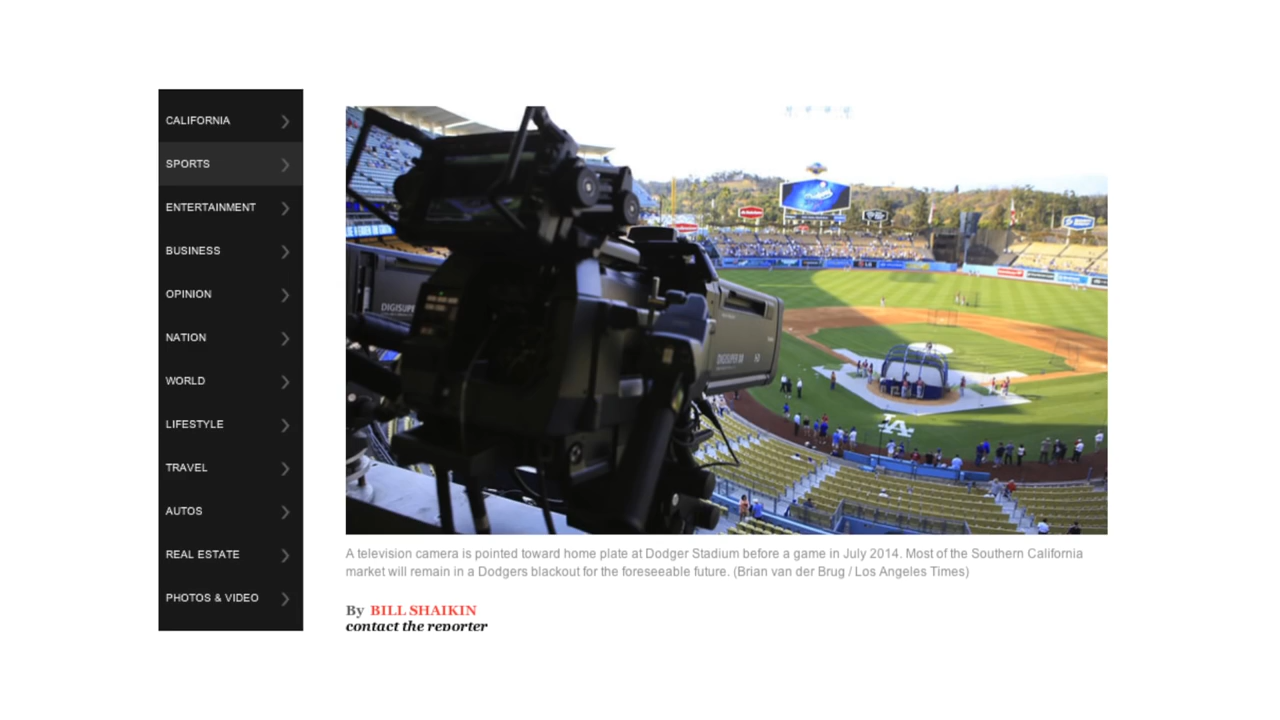 CALIFORNIA
SPORTS
ENTERTAINMENT
BUSINESS
OPINION
NATION
WORLD
LIFESTYLE
TRAVEL
AUTOS
REAL ESTATE
PHOTOS & VIDEO
DIGISUPE
DIGISUPER
LA
A television camera is pointed toward home plate at Dodger Stadium before a game in July 2014. Most of the Southern California
market will remain in a Dodgers blackout for the foreseeable future. (Brian van der Brug / Los Angeles Times)
By BILL SHAIKIN
contact the reporter